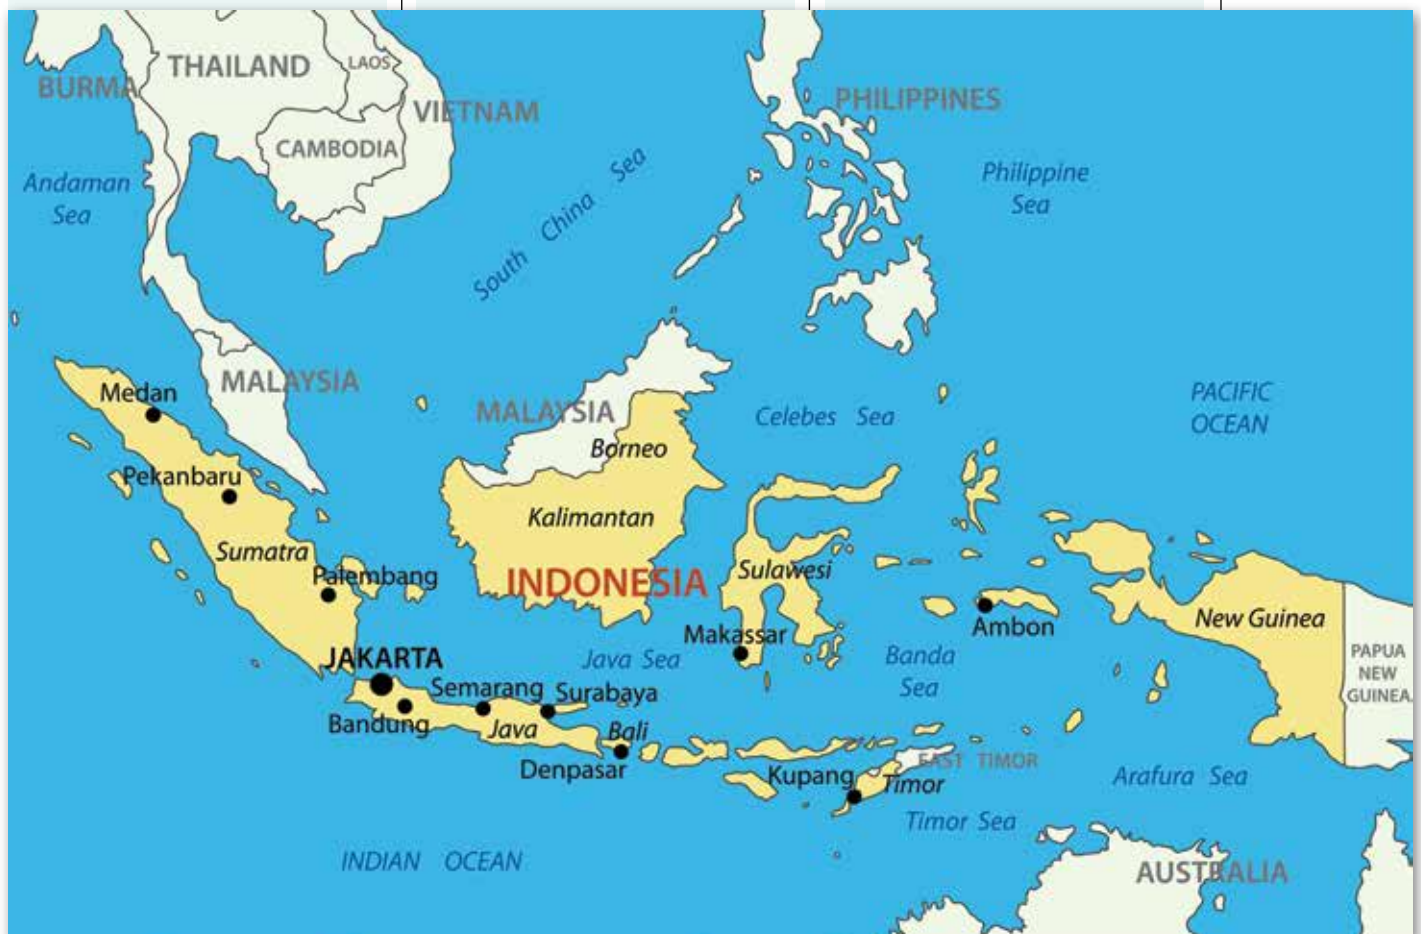 THAILAND
LAOS
BURMA
VIETNAM
PHILIPPINES
CAMBODIA
Andaman
Sea
South China Sea
Philippine
Sea
MALAYSIA
Medan
MALAYSIA
Celebes Sea
PACIFIC
OCEAN
Borneo
Pekanbaru
Kalimantan
Sumatra
Palembang
INDONESIA
Sulawesi
New Guinea
Makassar
Ambon
JAKARTA
Java Sea
Banda
Sea
PAPUA
NEW
GUINEA
Semarang
Surabaya
Bandung
Java
Bali
Denpasar
EAST TIMOR
Kupang
Timor
Arafura Sea
Timor Sea
INDIAN OCEAN
AUSTRALIA